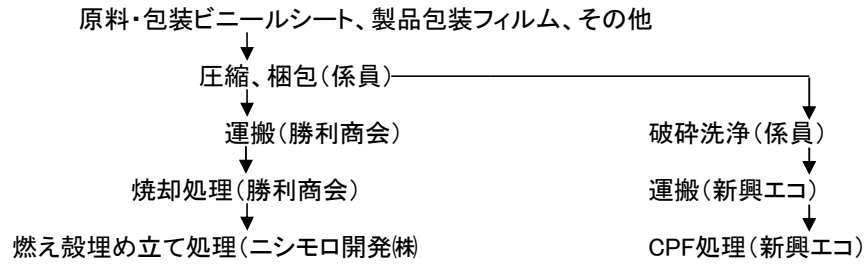 原料・包装ビニールシート、製品包装フィルム、その他
圧縮、梱包(係員)
運搬(勝利商会)
破砕洗浄(係員)
焼却処理(勝利商会)
運搬(新興エコ)
燃え殻埋め立て処理(ニシモロ開発㈱
CPF処理(新興エコ)